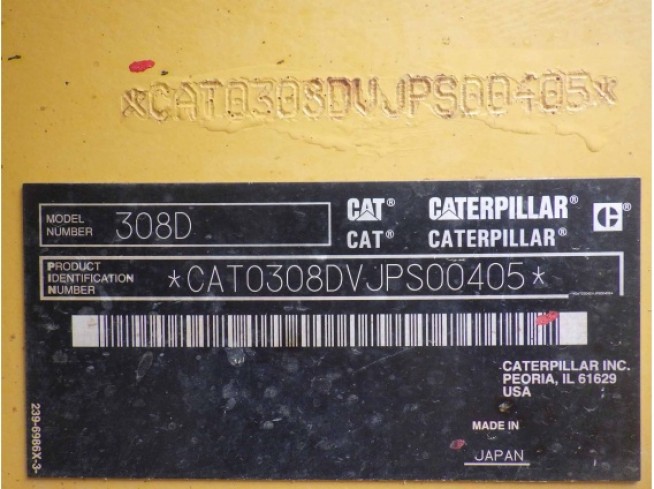 *CAT0308DVJPS00405*
MODEL NUMBER 308D
CAT® CATERPILLAR® C®
CAT® CATERPILLAR®
PRODUCT IDENTIFICATION NUMBER *CAT0308DVJPS00405*
CATERPILLAR INC.
PEORIA, IL 61629
USA
MADE IN
JAPAN
239-6986X-3-